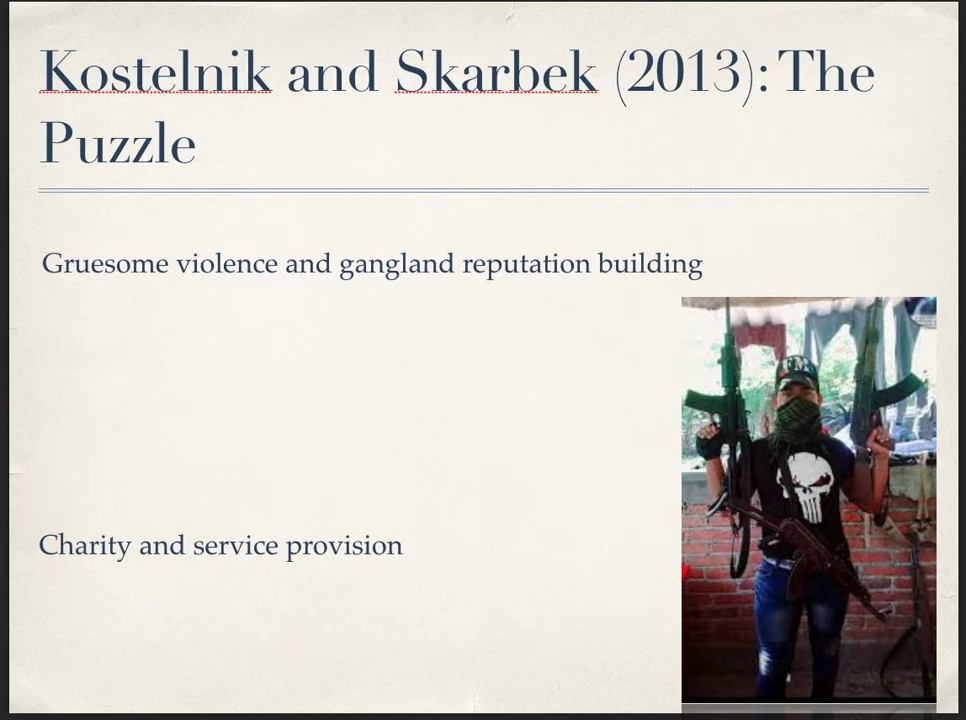 Kostelnik and Skarbek (2013): The
Puzzle
Gruesome violence and gangland reputation building
Charity and service provision